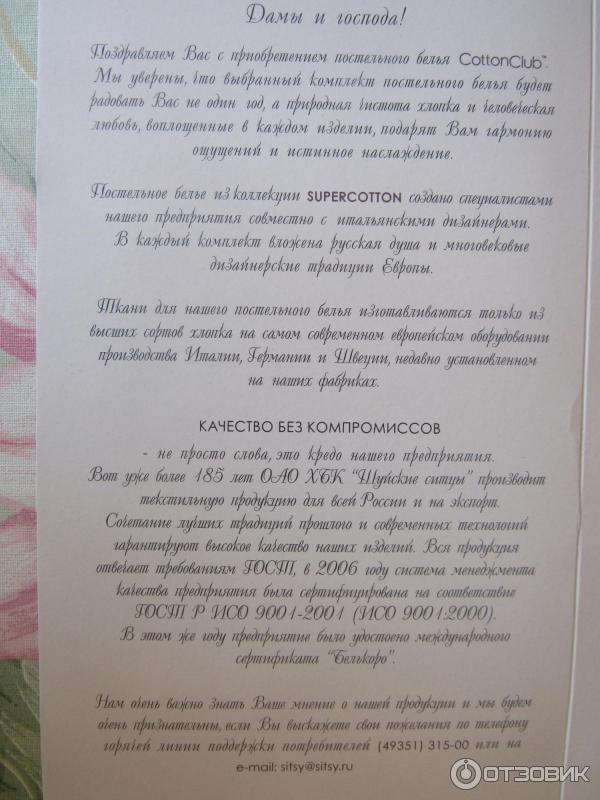 Дамы и господа!
Поздравляем Вас с приобретением постельного белья CottonClub™.
Мы уверены, что выбранный комплект постельного белья будет
радовать Вас не один год, а природная чистота хлопка и человеческая
любовь, воплощенные в каждом изделии, подарят Вам гармонию
ощущений и истинное наслаждение.
Постельное белье из коллекции SUPERCOTTON создано специалистами
нашего предприятия совместно с итальянскими дизайнерами.
В каждый комплект вложена русская душа и многовековые
дизайнерские традиции Европы.
Ткани для нашего постельного белья изготавливаются только из
высших сортов хлопка на самом современном европейском оборудовании
производства Италии, Германии и Швеции, недавно установленном
на наших фабриках.
КАЧЕСТВО БЕЗ КОМПРОМИССОВ
- не просто слова, это кредо нашего предприятия.
Вот уже более 185 лет ОАО ХБК "Шуйские ситцы" производит
текстильную продукцию для всей России и на экспорт.
Сочетание лучших традиций прошлого и современных технологий
гарантируют высокое качество наших изделий. Вся продукция
отвечает требованиям ГОСТ, в 2006 году система менеджмента
качества предприятия была сертифицирована на соответствие
ГОСТ Р ИСО 9001-2001 (ИСО 9001:2000).
В этом же году предприятие было удостоено международного
сертификата "Белькоро".
Нам очень важно знать Ваше мнение о нашей продукции и мы будем
очень признательны, если Вы выскажете свои пожелания по телефону
горячей линии поддержки потребителей (49351) 315-00 или на
e-mail: sitsy@sitsy.ru
ОТЗОВИК